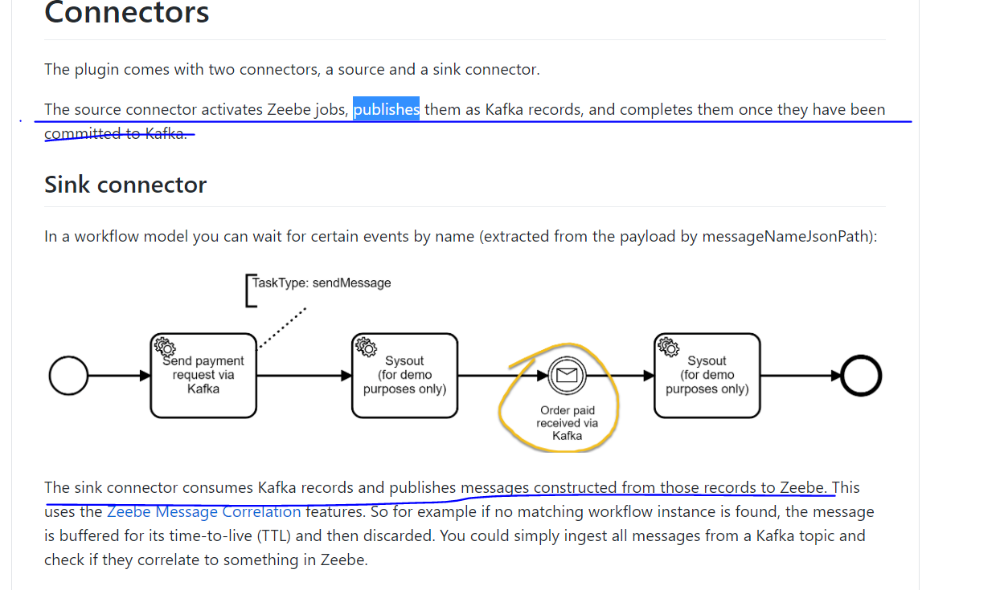 Connectors
The plugin comes with two connectors, a source and a sink connector.
The source connector activates Zeebe jobs, publishes them as Kafka records, and completes them once they have been
committed to Kafka.
Sink connector
In a workflow model you can wait for certain events by name (extracted from the payload by messageNameJsonPath):
TaskType: sendMessage
Send payment
request via
Kafka
Sysout
(for demo
purposes only)
Order paid
received via
Kafka
Sysout
(for demo
purposes only)
The sink connector consumes Kafka records and publishes messages constructed from those records to Zeebe. This
uses the Zeebe Message Correlation features. So for example if no matching workflow instance is found, the message
is buffered for its time-to-live (TTL) and then discarded. You could simply ingest all messages from a Kafka topic and
check if they correlate to something in Zeebe.